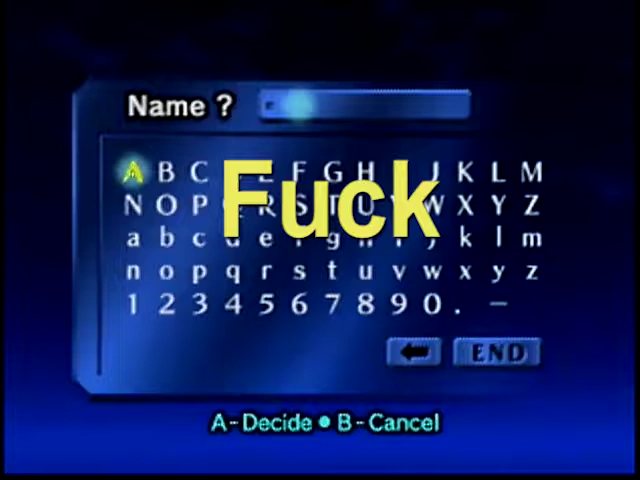 Name ?
A B C E F G H J K L M
Fuck
N O P Q R S T U V W X Y Z
a b c d e f g h i j k l m
n o p q r s t u v w x y z
1 2 3 4 5 6 7 8 9 0 . −
← END
A-Decide • B-Cancel